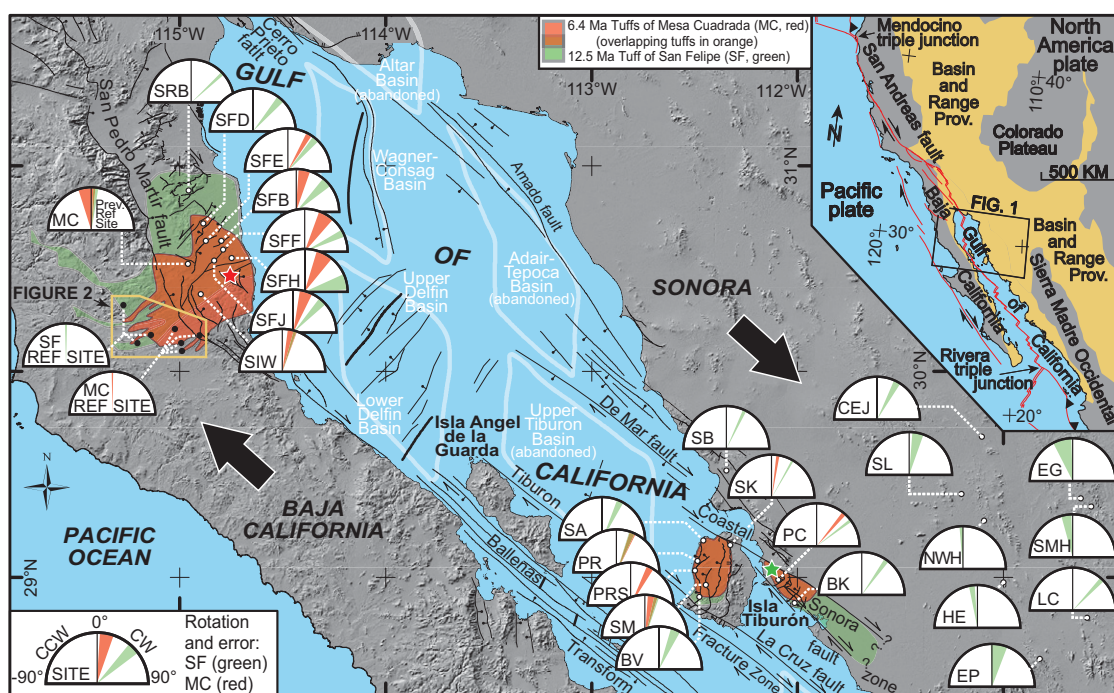 115°W
114°W
113°W
112°W
6.4 Ma Tuffs of Mesa Cuadrada (MC, red)
(overlapping tuffs in orange)
12.5 Ma Tuff of San Felipe (SF, green)
Cerro
Prieto
fault
GULF
Altar
Basin
(abandoned)
San Pedro Martir fault
SRB
SFD
SFE
SFB
SFF
SFH
SFJ
SIW
MC
Prev.
Ref
Site
Wagner-
Consag
Basin
Amado fault
31°N
OF
Upper
Delfin
Basin
Adair-
Tepoca
Basin
(abandoned)
SONORA
FIGURE 2
SF
REF SITE
MC
REF SITE
30°N
Lower
Delfin
Basin
Isla Angel
de la
Guarda
Upper
Tiburon
Basin
(abandoned)
De Mar fault
CALIFORNIA
Tiburon
Ballenas
Transform
Fracture Zone
BAJA
CALIFORNIA
N
PACIFIC
OCEAN
29°N
SB
SK
PC
BK
SA
PR
PRS
SM
BV
Coastal
Sonora
fault
zone
Isla
Tiburón
La Cruz fault
?
?
?
CEJ
SL
EG
NWH
SMH
HE
LC
EP
CCW
0°
CW
-90°
SITE
90°
Rotation
and error:
SF (green)
MC (red)
Mendocino
triple junction
North
America
plate
San Andreas fault
Basin
and
Range
Prov.
110°
40°
Colorado
Plateau
500 KM
N
Pacific
plate
Baja
California
FIG. 1
Gulf
of
California
120°
30°
Basin
and
Range
Prov.
Sierra Madre Occidental
Rivera
triple
junction
20°